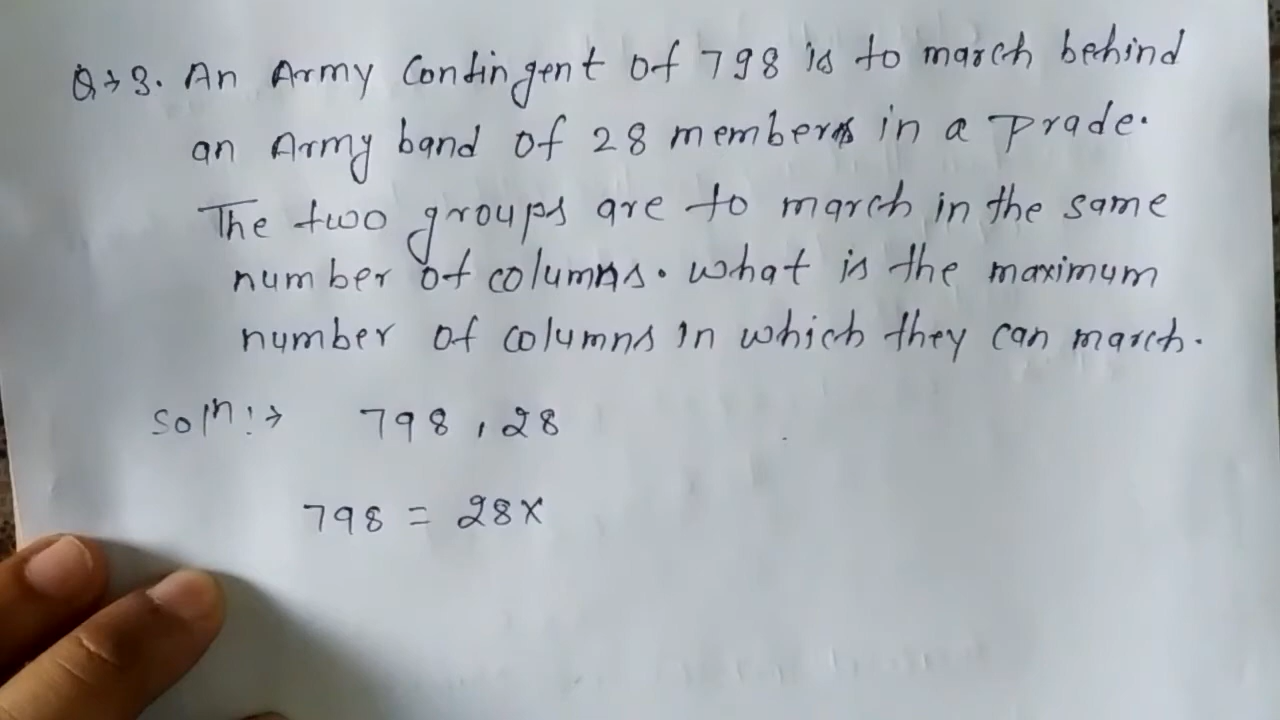 Q→3. An Army Contingent of 798 is to march behind
an Army band of 28 members in a Prade.
The two groups are to march in the same
number of columns. what is the maximum
number of columns in which they can march.
Soln:→ 798, 28
798 = 28×